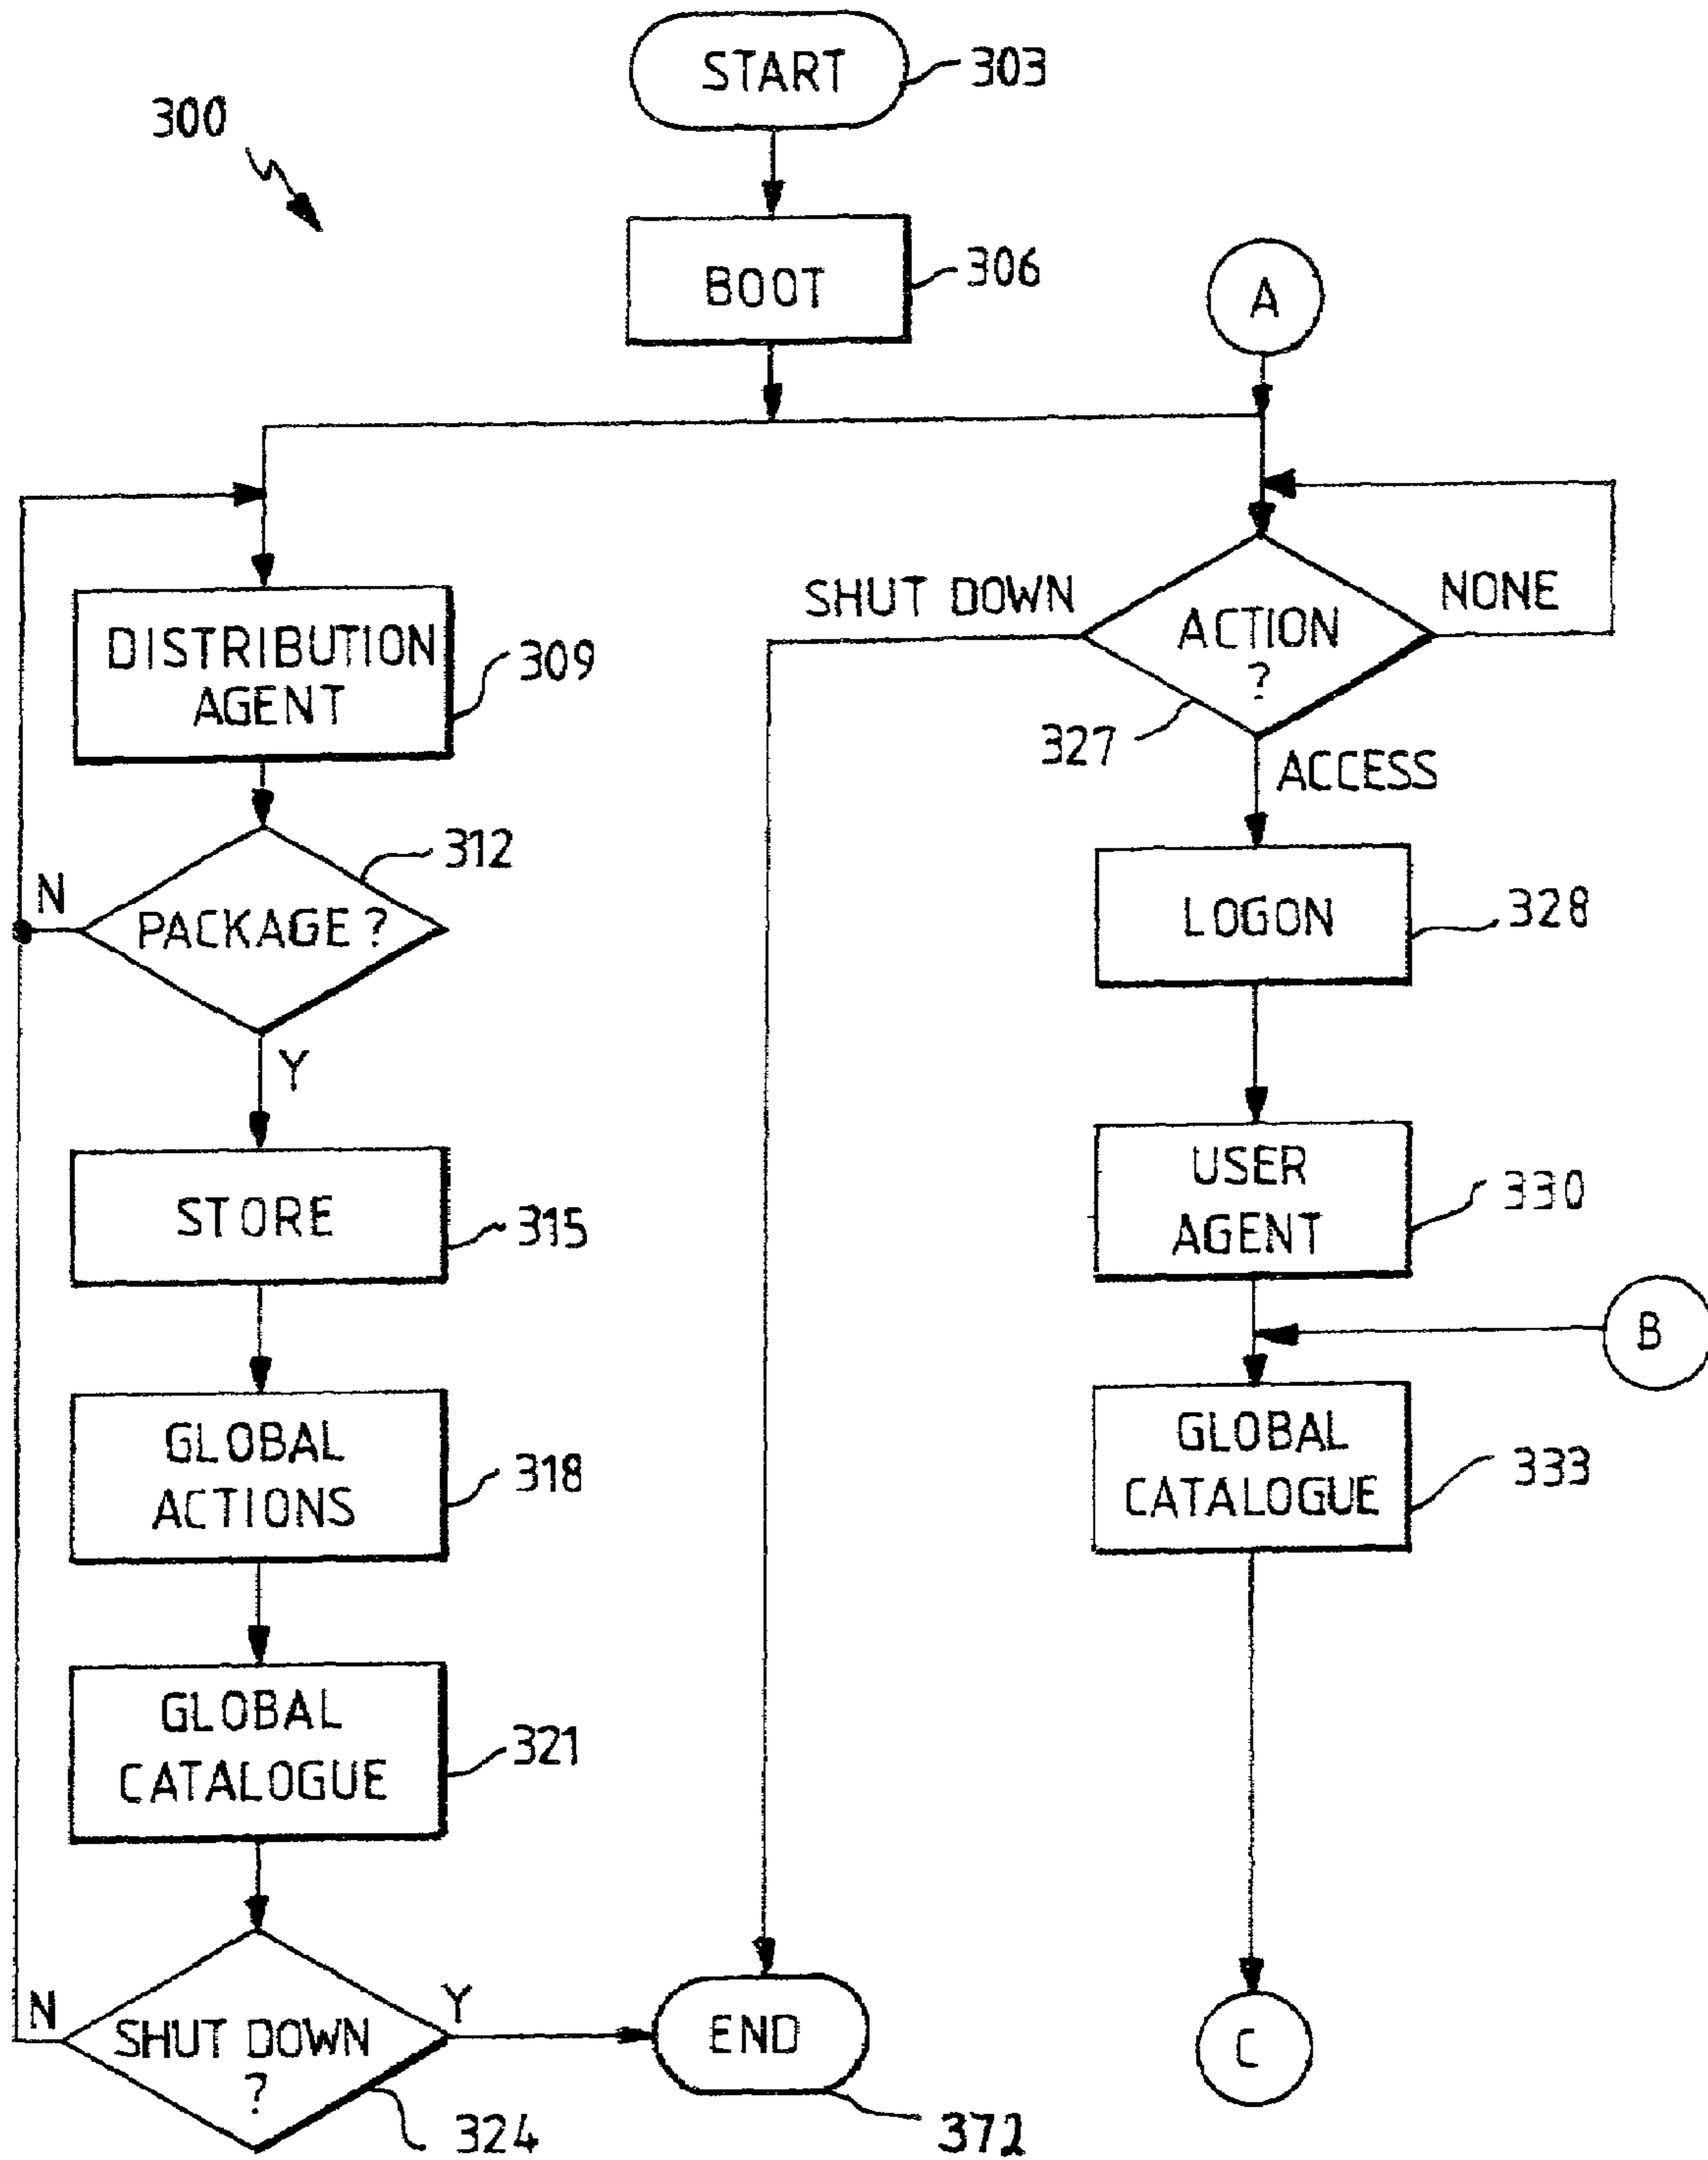 START
303
300
BOOT
306
A
SHUT DOWN
ACTION
?
NONE
327
ACCESS
DISTRIBUTION
AGENT
309
PACKAGE ?
312
N
Y
LOGON
328
STORE
315
USER
AGENT
330
B
GLOBAL
ACTIONS
318
GLOBAL
CATALOGUE
333
GLOBAL
CATALOGUE
321
SHUT DOWN
?
N
Y
324
END
372
C